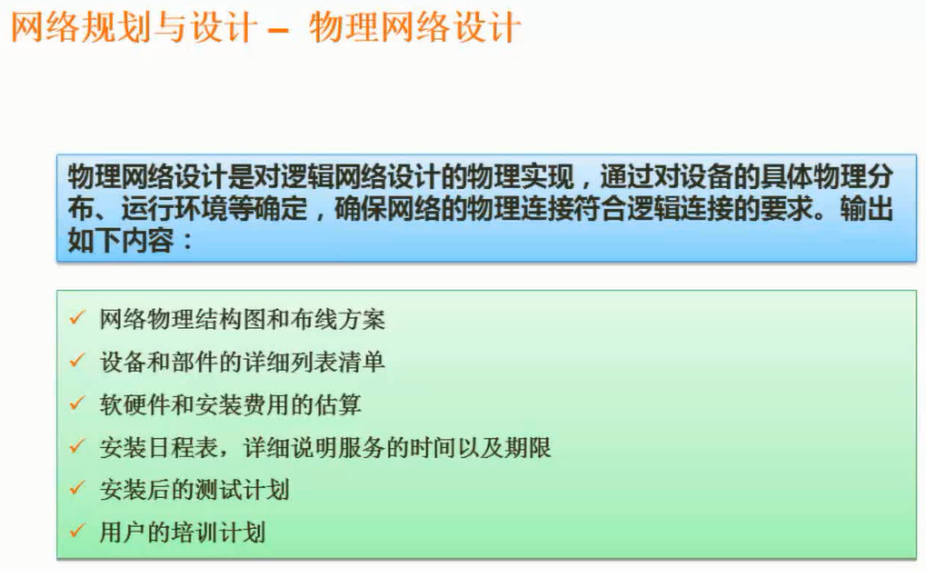 网络规划与设计 – 物理网络设计
物理网络设计是对逻辑网络设计的物理实现，通过对设备的具体物理分
布、运行环境等确定，确保网络的物理连接符合逻辑连接的要求。输出
如下内容：
✓ 网络物理结构图和布线方案
✓ 设备和部件的详细列表清单
✓ 软硬件和安装费用的估算
✓ 安装日程表，详细说明服务的时间以及期限
✓ 安装后的测试计划
✓ 用户的培训计划